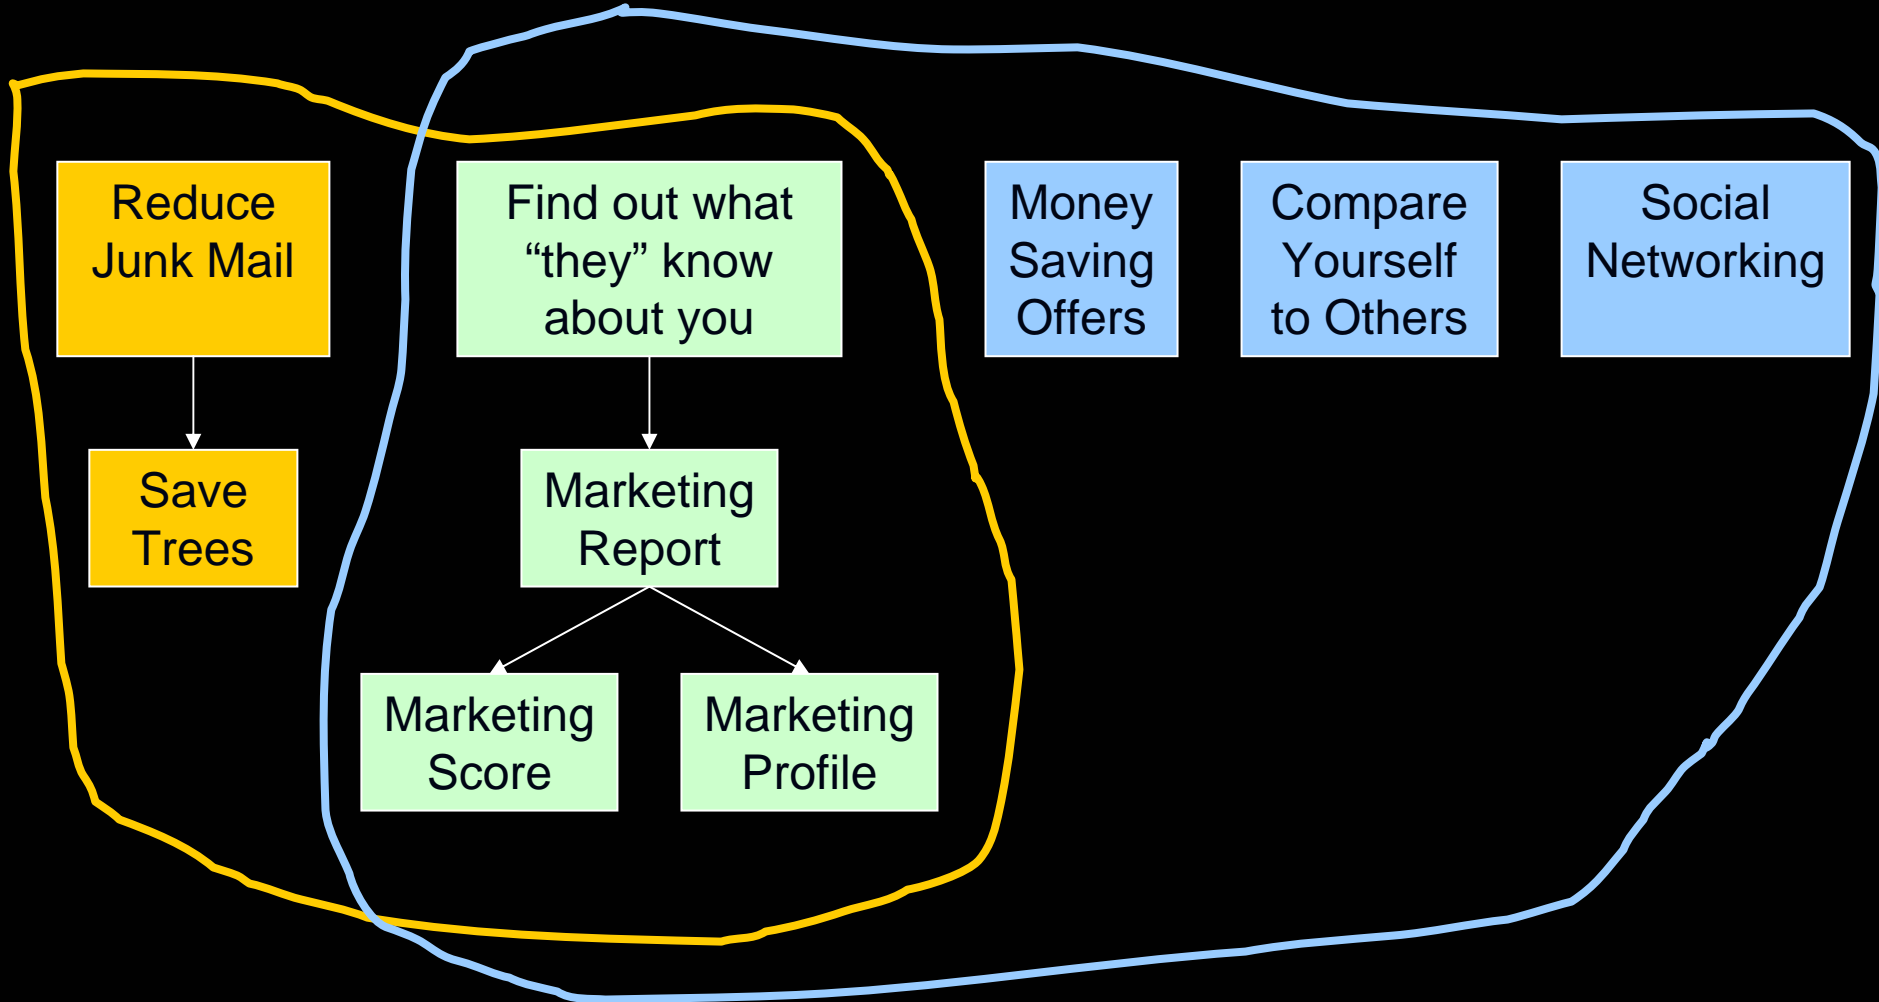 Reduce
Junk Mail
Find out what
“they” know
about you
Money
Saving
Offers
Compare
Yourself
to Others
Social
Networking
Save
Trees
Marketing
Report
Marketing
Score
Marketing
Profile